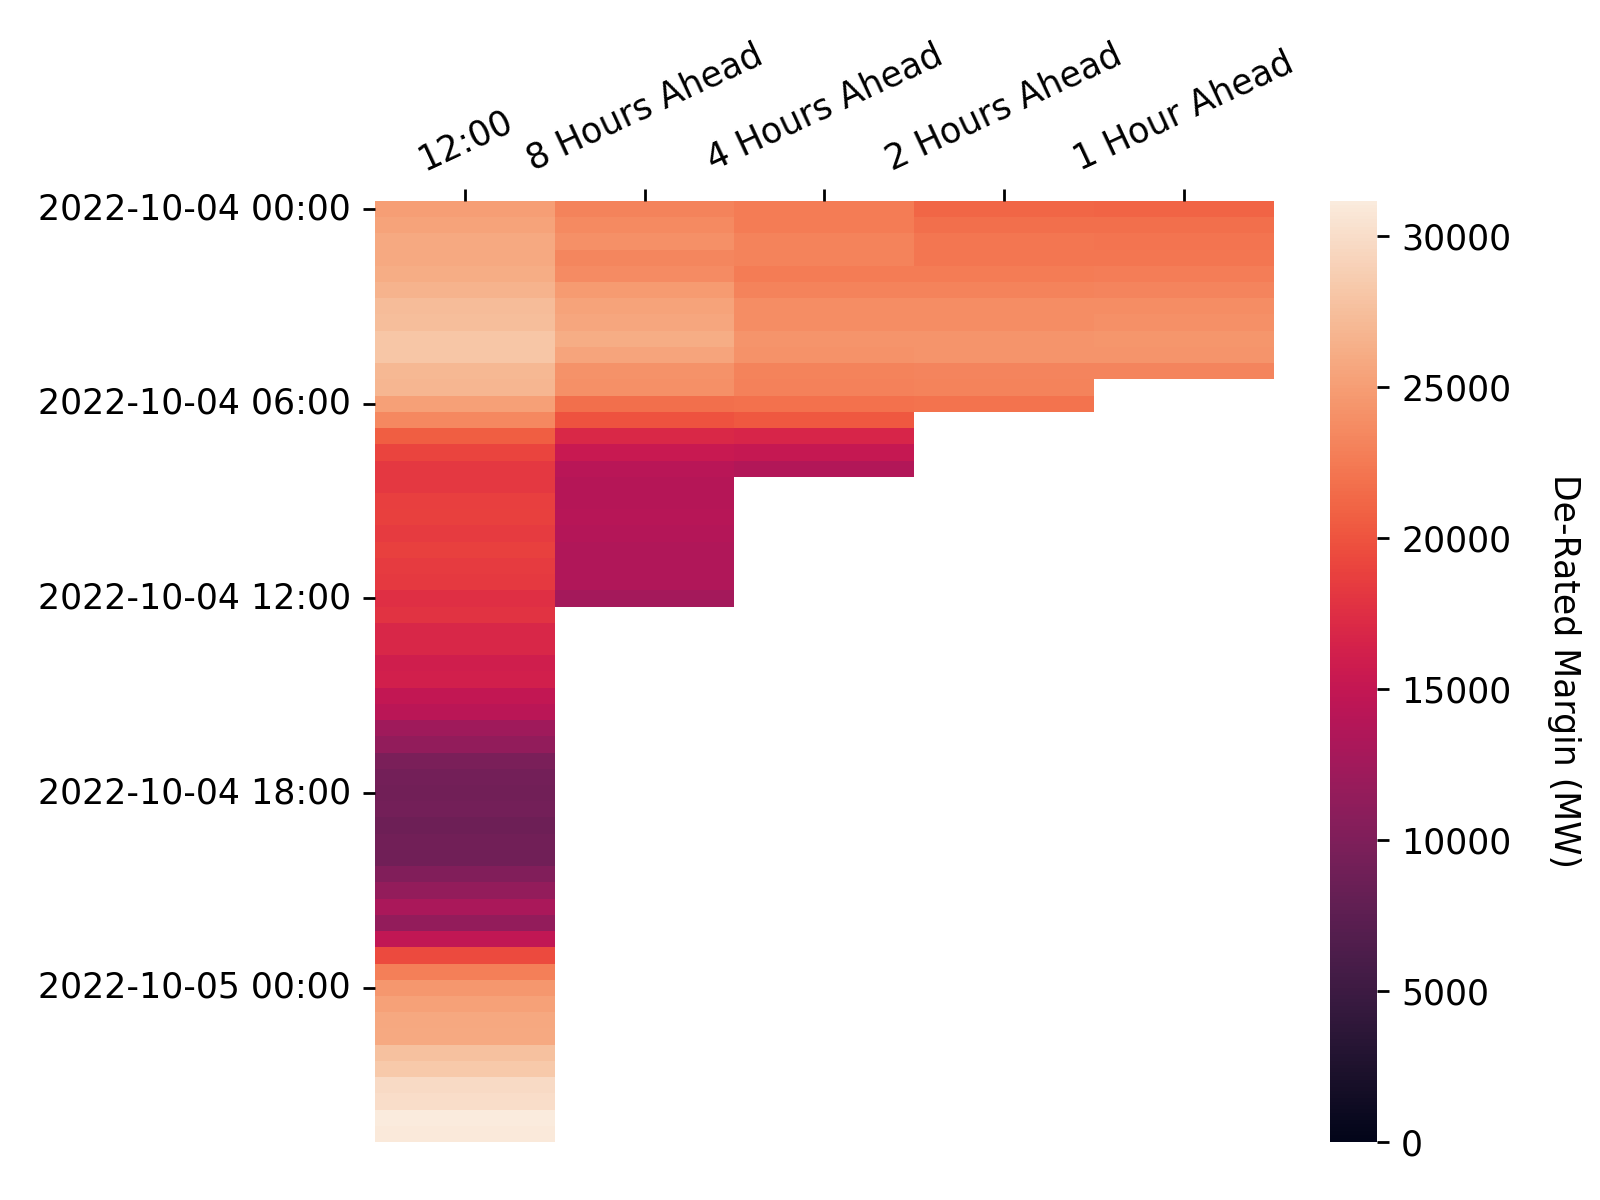 12:00
8 Hours Ahead
4 Hours Ahead
2 Hours Ahead
1 Hour Ahead
2022-10-04 00:00
2022-10-04 06:00
2022-10-04 12:00
2022-10-04 18:00
2022-10-05 00:00
30000
25000
20000
15000
10000
5000
0
De-Rated Margin (MW)